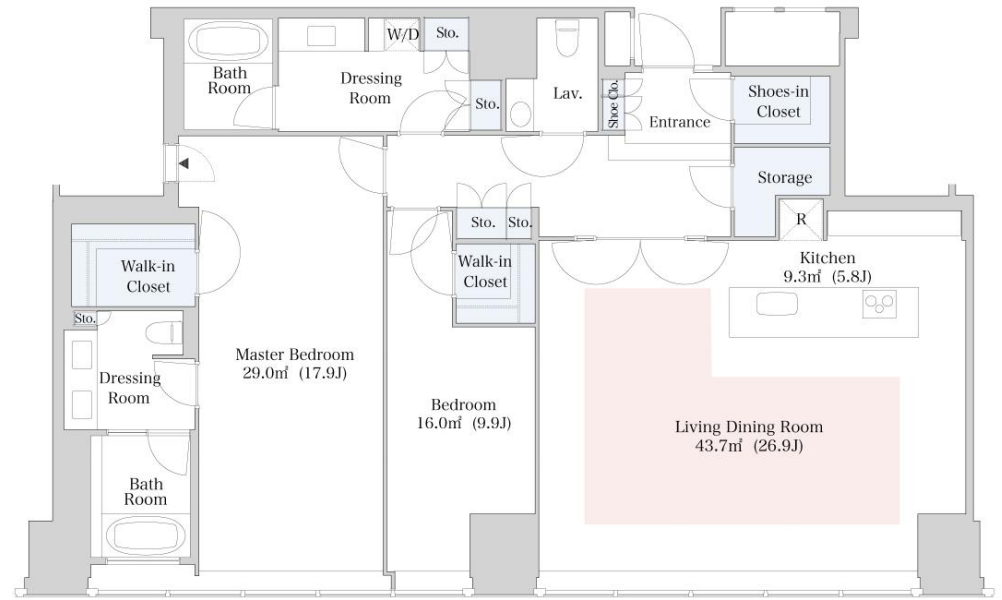 W/D
Sto.
Bath
Room
Dressing
Room
Sto.
Lav.
Shoe Clo.
Entrance
Shoes-in
Closet
Storage
Sto.
Sto.
R
Walk-in
Closet
Walk-in
Closet
Kitchen
9.3㎡ (5.8J)
Sto.
Dressing
Room
Master Bedroom
29.0㎡ (17.9J)
Bedroom
16.0㎡ (9.9J)
Living Dining Room
43.7㎡ (26.9J)
Bath
Room